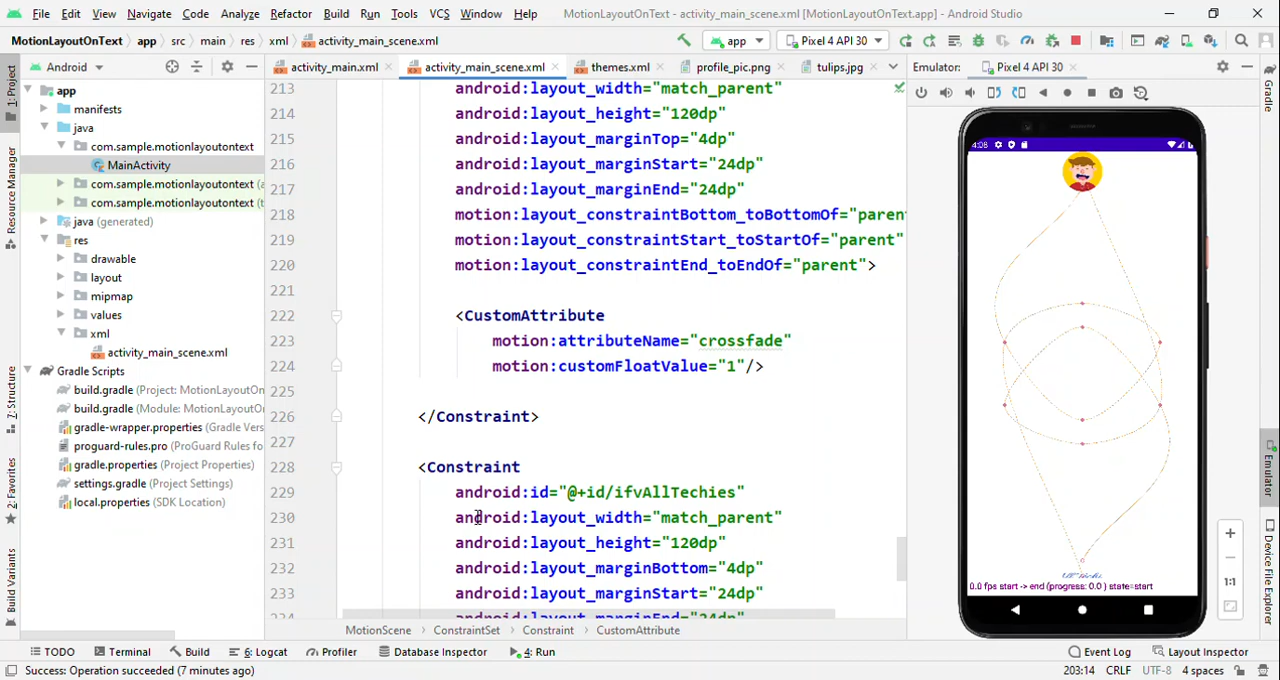 File Edit View Navigate Code Analyze Refactor Build Run Tools VCS Window Help MotionLayoutOnText - activity_main_scene.xml [MotionLayoutOnText.app] - Android Studio
MotionLayoutOnText app src main res xml activity_main_scene.xml app Pixel 4 API 30
Android activity_main.xml activity_main_scene.xml themes.xml profile_pic.png tulips.jpg Emulator: Pixel 4 API 30
1: Project
Resource Manager
7: Structure
2: Favorites
Build Variants
app
manifests
java
com.sample.motionlayoutontext
MainActivity
com.sample.motionlayoutontext (a
com.sample.motionlayoutontext (t
java (generated)
res
drawable
layout
mipmap
values
xml
activity_main_scene.xml
Gradle Scripts
build.gradle (Project: MotionLayoutOn
build.gradle (Module: MotionLayoutOn
gradle-wrapper.properties (Gradle Vers
proguard-rules.pro (ProGuard Rules for
gradle.properties (Project Properties)
settings.gradle (Project Settings)
local.properties (SDK Location)
213 android:layout_width="match_parent"
214 android:layout_height="120dp"
215 android:layout_marginTop="4dp"
216 android:layout_marginStart="24dp"
217 android:layout_marginEnd="24dp"
218 motion:layout_constraintBottom_toBottomOf="paren
219 motion:layout_constraintStart_toStartOf="parent"
220 motion:layout_constraintEnd_toEndOf="parent">
221
222 <CustomAttribute
223 motion:attributeName="crossfade"
224 motion:customFloatValue="1"/>
225
226 </Constraint>
227
228 <Constraint
229 android:id="@+id/ifvAllTechies"
230 android:layout_width="match_parent"
231 android:layout_height="120dp"
232 android:layout_marginBottom="4dp"
233 android:layout_marginStart="24dp"
234 android:layout_marginEnd="24dp"
MotionScene ConstraintSet Constraint CustomAttribute
4:08
0.0 fps start -> end (progress: 0.0 ) state=start
1:1
Gradle
Emulator
Device File Explorer
TODO Terminal Build 6: Logcat Profiler Database Inspector 4: Run Event Log Layout Inspector
Success: Operation succeeded (7 minutes ago) 203:14 CRLF UTF-8 4 spaces